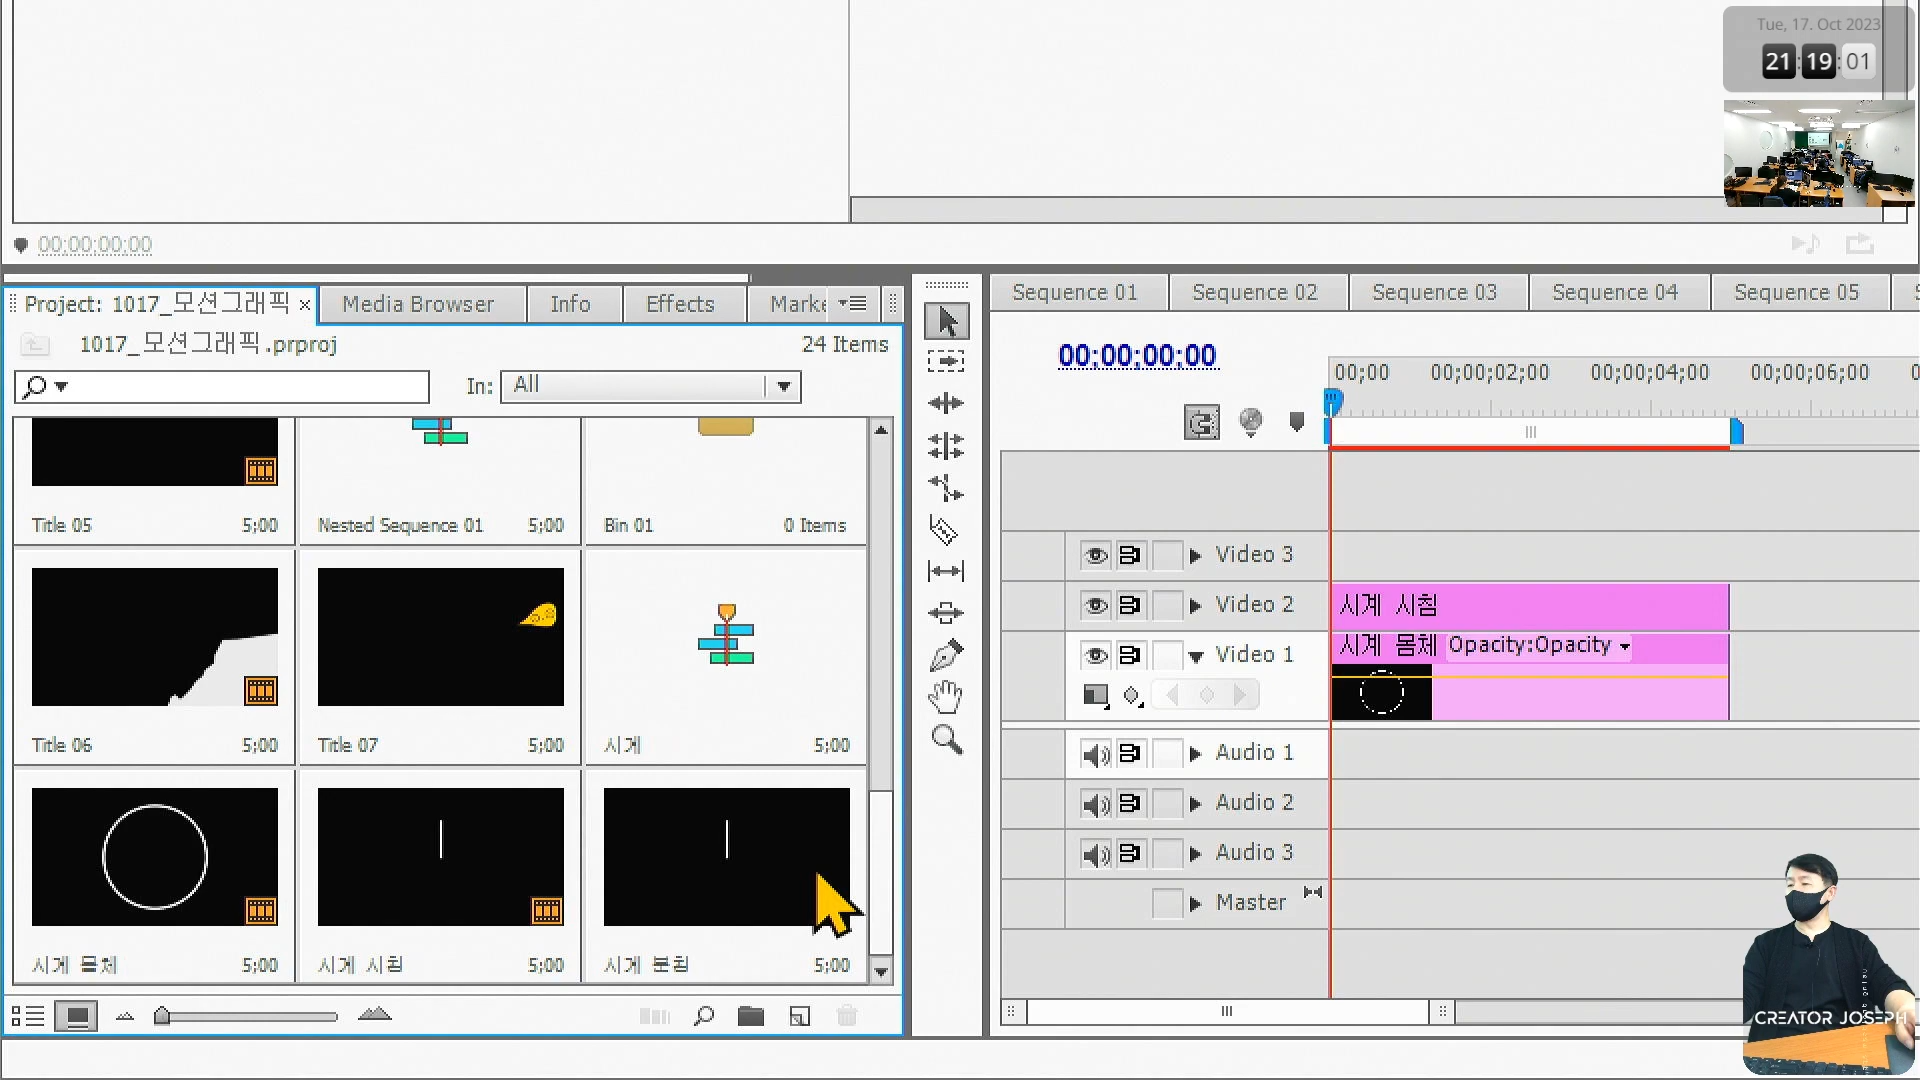 Tue, 17. Oct 2023
21:19:01
00;00;00;00
Project: 1017_모션그래픽 ×
Media Browser
Info
Effects
Marke
1017_모션그래픽.prproj
24 Items
In: All
Title 05 5;00
Nested Sequence 01 5;00
Bin 01 0 Items
Title 06 5;00
Title 07 5;00
시계 5;00
시계 몸체 5;00
시계 시침 5;00
시계 분침 5;00
Sequence 01
Sequence 02
Sequence 03
Sequence 04
Sequence 05
00;00;00;00
00;00 00;00;02;00 00;00;04;00 00;00;06;00
Video 3
Video 2
시계 시침
Video 1
시계 몸체 Opacity:Opacity
Audio 1
Audio 2
Audio 3
Master
CREATOR JOSEPH